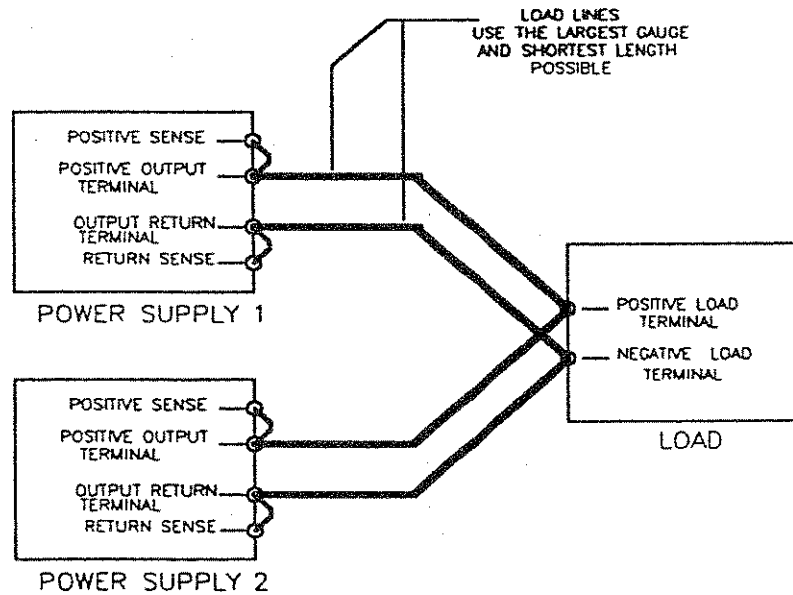 LOAD LINES
USE THE LARGEST GAUGE
AND SHORTEST LENGTH
POSSIBLE
POSITIVE SENSE
POSITIVE OUTPUT
TERMINAL
OUTPUT RETURN
TERMINAL
RETURN SENSE
POWER SUPPLY 1
POSITIVE LOAD
TERMINAL
NEGATIVE LOAD
TERMINAL
LOAD
POSITIVE SENSE
POSITIVE OUTPUT
TERMINAL
OUTPUT RETURN
TERMINAL
RETURN SENSE
POWER SUPPLY 2